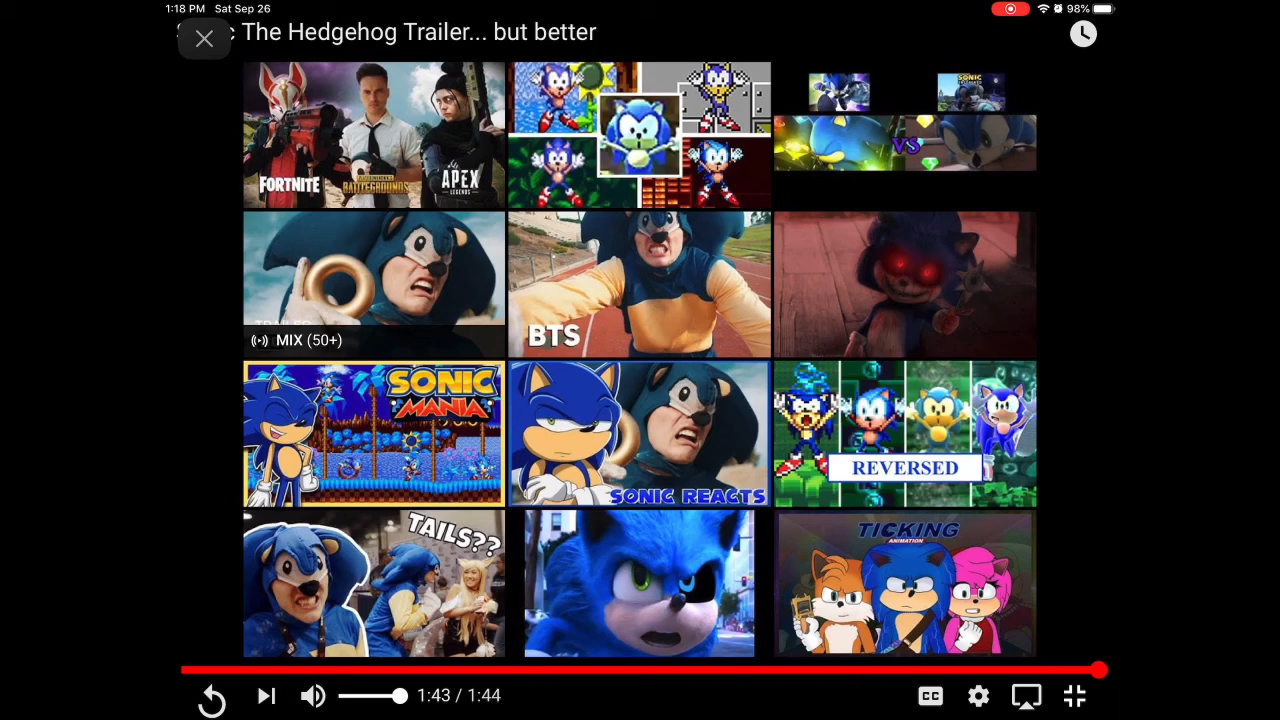 1:18 PM Sat Sep 26
98%
The Hedgehog Trailer... but better
FORTNITE
BATTLEGROUNDS
APEX
LEGENDS
SONIC
VS
MIX (50+)
BTS
SONIC
MANIA
SONIC REACTS
REVERSED
TAILS??
TICKING
ANIMATION
1:43 / 1:44
CC